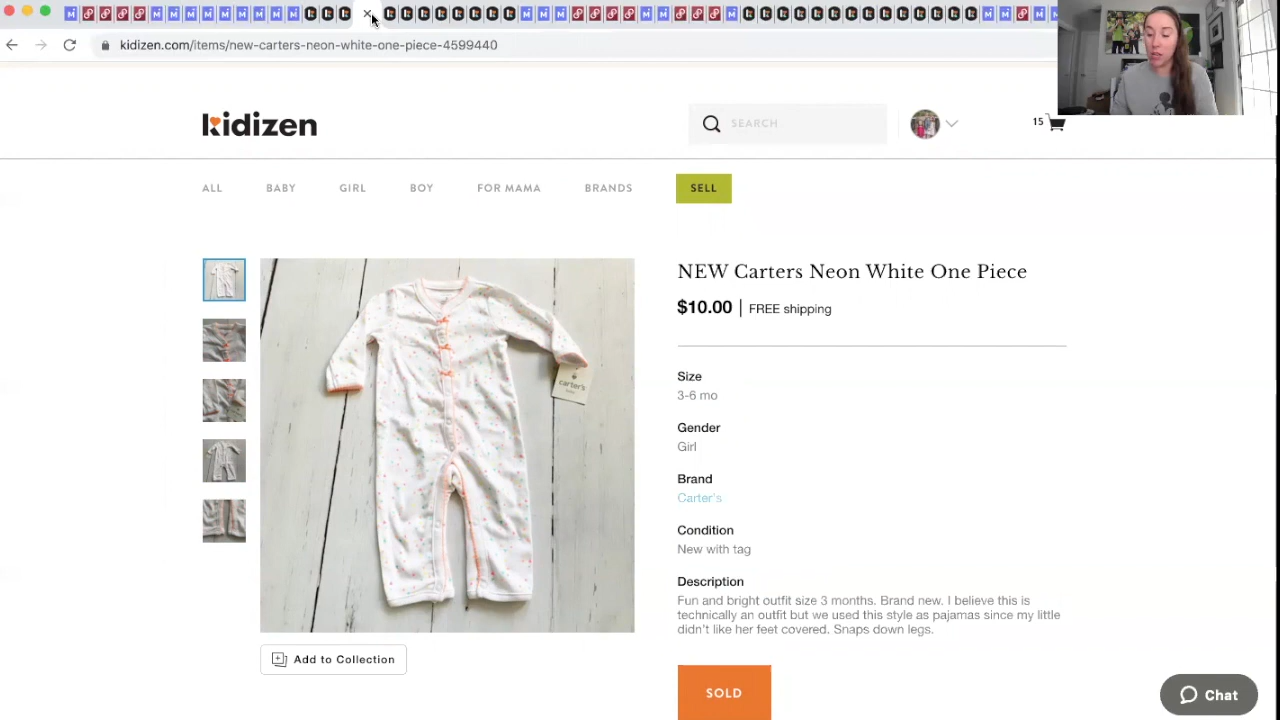 kidizen.com/items/new-carters-neon-white-one-piece-4599440
kidizen
SEARCH
15
ALL
BABY
GIRL
BOY
FOR MAMA
BRANDS
SELL
NEW Carters Neon White One Piece
$10.00 | FREE shipping
Size
3-6 mo
Gender
Girl
Brand
Carter's
Condition
New with tag
Description
Fun and bright outfit size 3 months. Brand new. I believe this is
technically an outfit but we used this style as pajamas since my little
didn't like her feet covered. Snaps down legs.
carter's
Add to Collection
SOLD
Chat